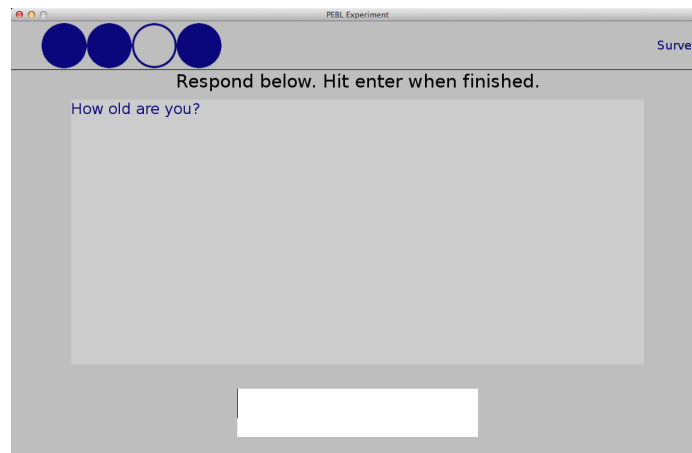 PEBL Experiment
Surve
Respond below. Hit enter when finished.
How old are you?